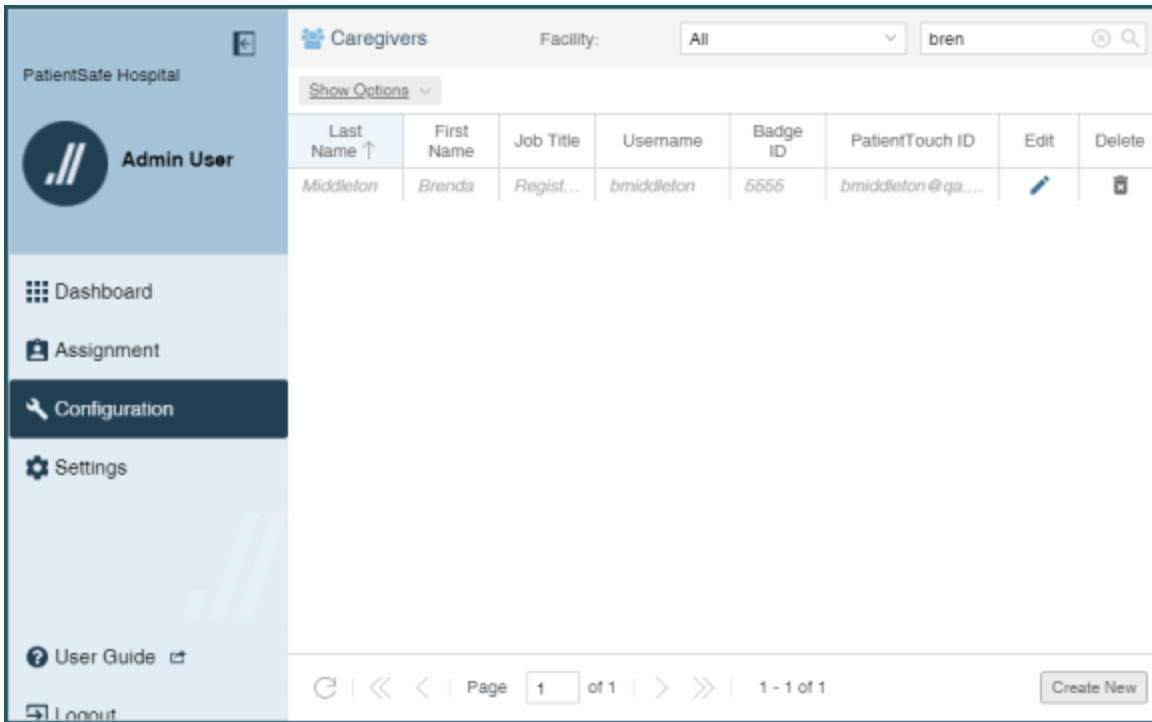 PatientSafe Hospital
Admin User
Dashboard
Assignment
Configuration
Settings
User Guide
Logout
Caregivers Facility: All bren
Show Options
Last Name ↑ First Name Job Title Username Badge ID PatientTouch ID Edit Delete
Middleton Brenda Regist... bmiddleton 5555 bmiddleton@qa....
Page 1 of 1 1 - 1 of 1 Create New